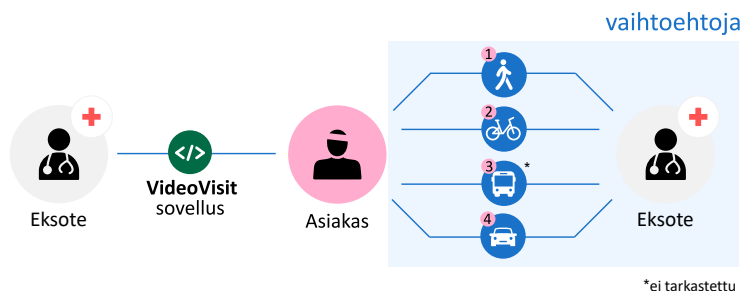 vaihtoehtoja
1
2
3
*
4
</>
VideoVisit
sovellus
Eksote
Asiakas
Eksote
*ei tarkastettu